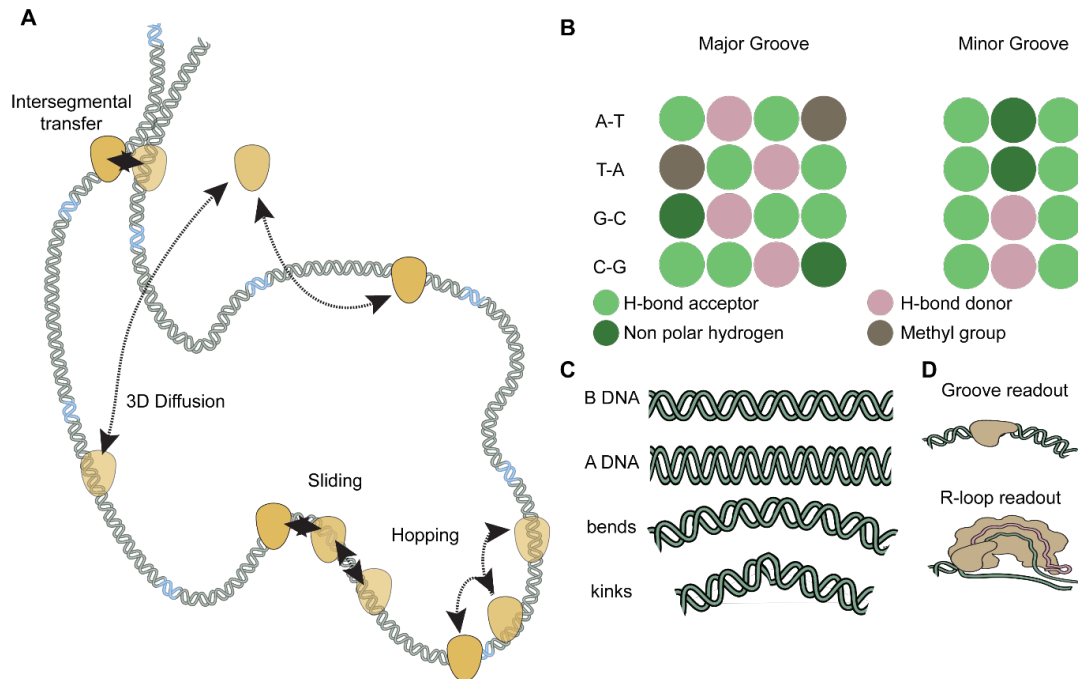 A
Intersegmental
transfer
3D Diffusion
Sliding
Hopping
B
Major Groove
Minor Groove
A-T
T-A
G-C
C-G
H-bond acceptor
H-bond donor
Non polar hydrogen
Methyl group
C
B DNA
A DNA
bends
kinks
D
Groove readout
R-loop readout